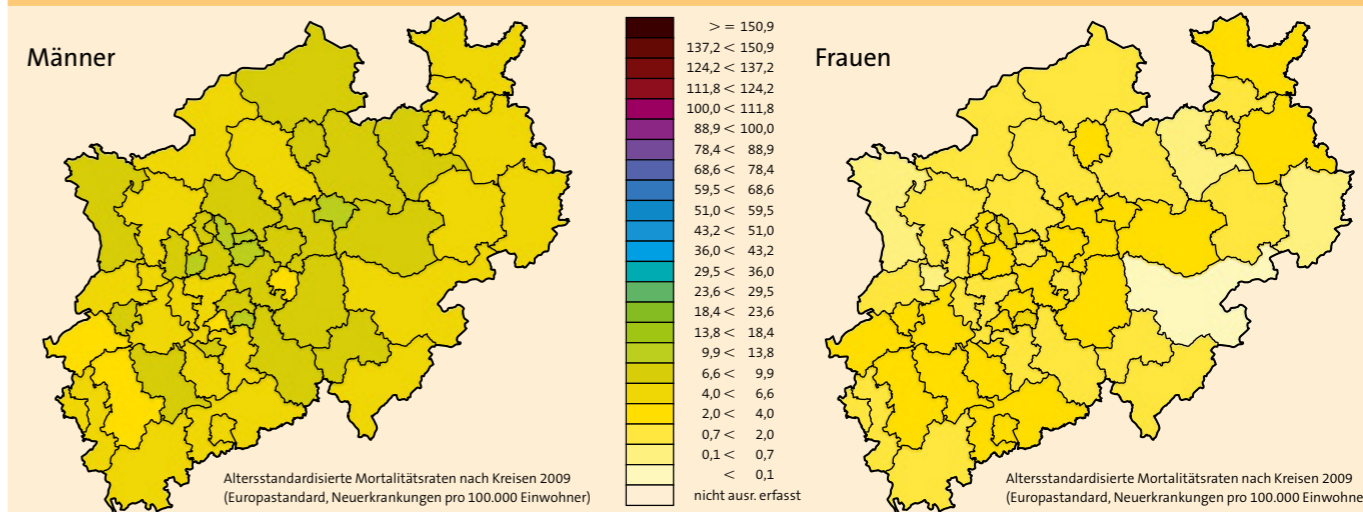 Männer
> = 150,9
137,2 < 150,9
124,2 < 137,2
111,8 < 124,2
100,0 < 111,8
88,9 < 100,0
78,4 < 88,9
68,6 < 78,4
59,5 < 68,6
51,0 < 59,5
43,2 < 51,0
36,0 < 43,2
29,5 < 36,0
23,6 < 29,5
18,4 < 23,6
13,8 < 18,4
9,9 < 13,8
6,6 < 9,9
4,0 < 6,6
2,0 < 4,0
0,7 < 2,0
0,1 < 0,7
< 0,1
nicht ausr. erfasst
Altersstandardisierte Mortalitätsraten nach Kreisen 2009
(Europastandard, Neuerkrankungen pro 100.000 Einwohner)
Frauen
Altersstandardisierte Mortalitätsraten nach Kreisen 2009
(Europastandard, Neuerkrankungen pro 100.000 Einwohne